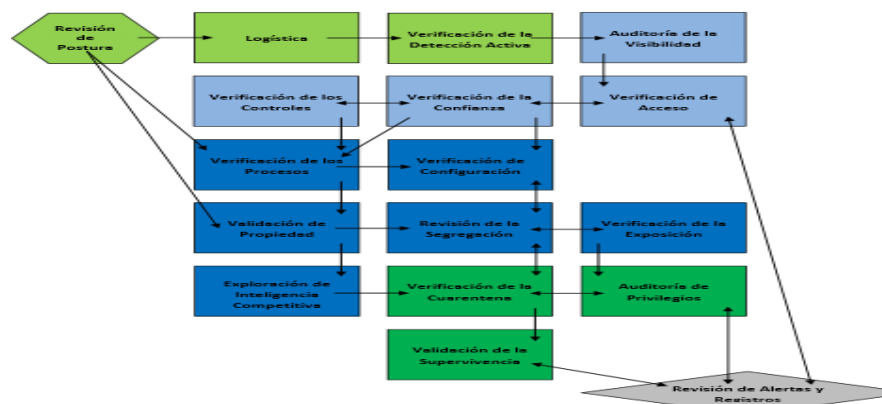 Revisión
de
Postura
Logística
Verificación de la
Detección Activa
Auditoría de la
Visibilidad
Verificación de los
Controles
Verificación de la
Confianza
Verificación de
Acceso
Verificación de los
Procesos
Verificación de
Configuración
Validación de
Propiedad
Revisión de la
Segregación
Verificación de la
Exposición
Exploración de
Inteligencia
Competitiva
Verificación de la
Cuarentena
Auditoría de
Privilegios
Validación de la
Supervivencia
Revisión de Alertas y
Registros